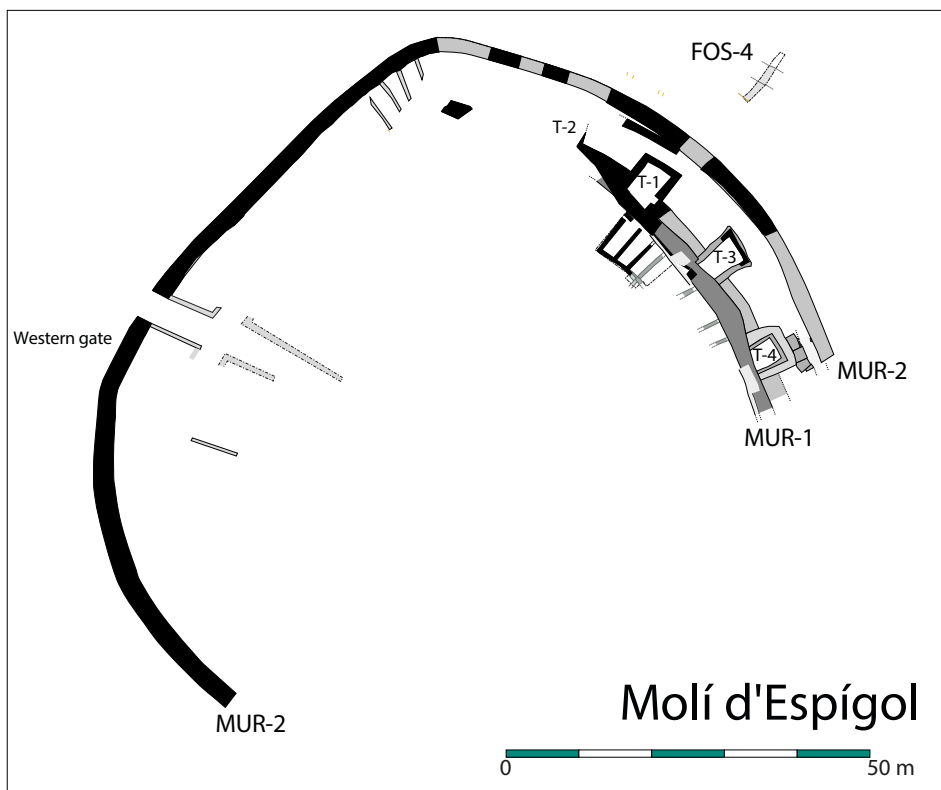 FOS-4
T-2
T-1
T-3
Western gate
T-4
MUR-2
MUR-1
MUR-2
Molí d'Espígol
0 50 m